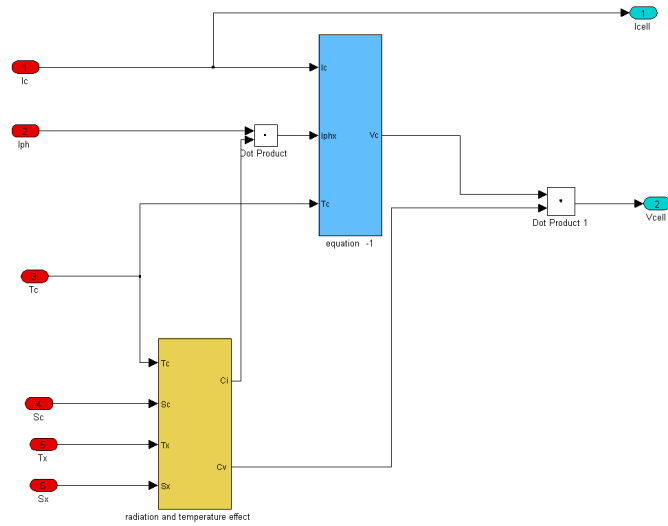 1
Icell
1
Ic
Ic
2
Iph
Iphx
Vc
Dot Product
Tc
2
Vcell
Dot Product 1
equation -1
3
Tc
Tc
Ci
4
Sc
Sc
5
Tx
Tx
Cv
6
Sx
Sx
radiation and temperature effect